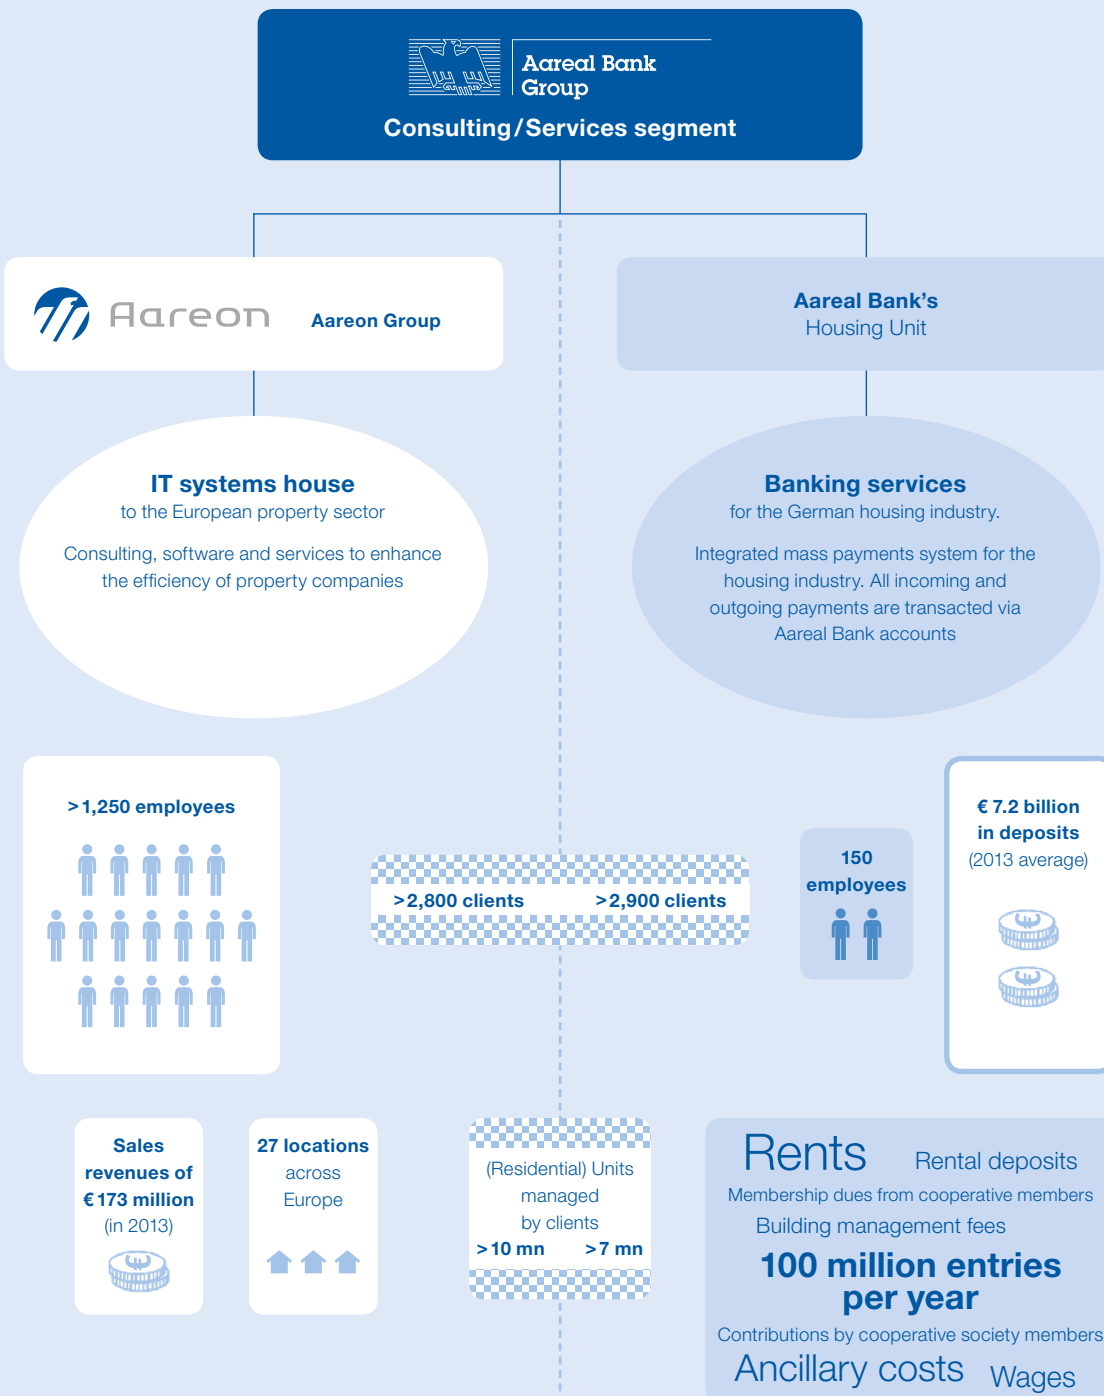 Aareal Bank
Group
Consulting/Services segment
Aareon
Aareon Group
Aareal Bank's
Housing Unit
IT systems house
to the European property sector
Consulting, software and services to enhance
the efficiency of property companies
Banking services
for the German housing industry.
Integrated mass payments system for the
housing industry. All incoming and
outgoing payments are transacted via
Aareal Bank accounts
>1,250 employees
>2,800 clients
>2,900 clients
150
employees
€ 7.2 billion
in deposits
(2013 average)
Sales
revenues of
€ 173 million
(in 2013)
27 locations
across
Europe
(Residential) Units
managed
by clients
>10 mn
>7 mn
Rents
Rental deposits
Membership dues from cooperative members
Building management fees
100 million entries
per year
Contributions by cooperative society members
Ancillary costs
Wages